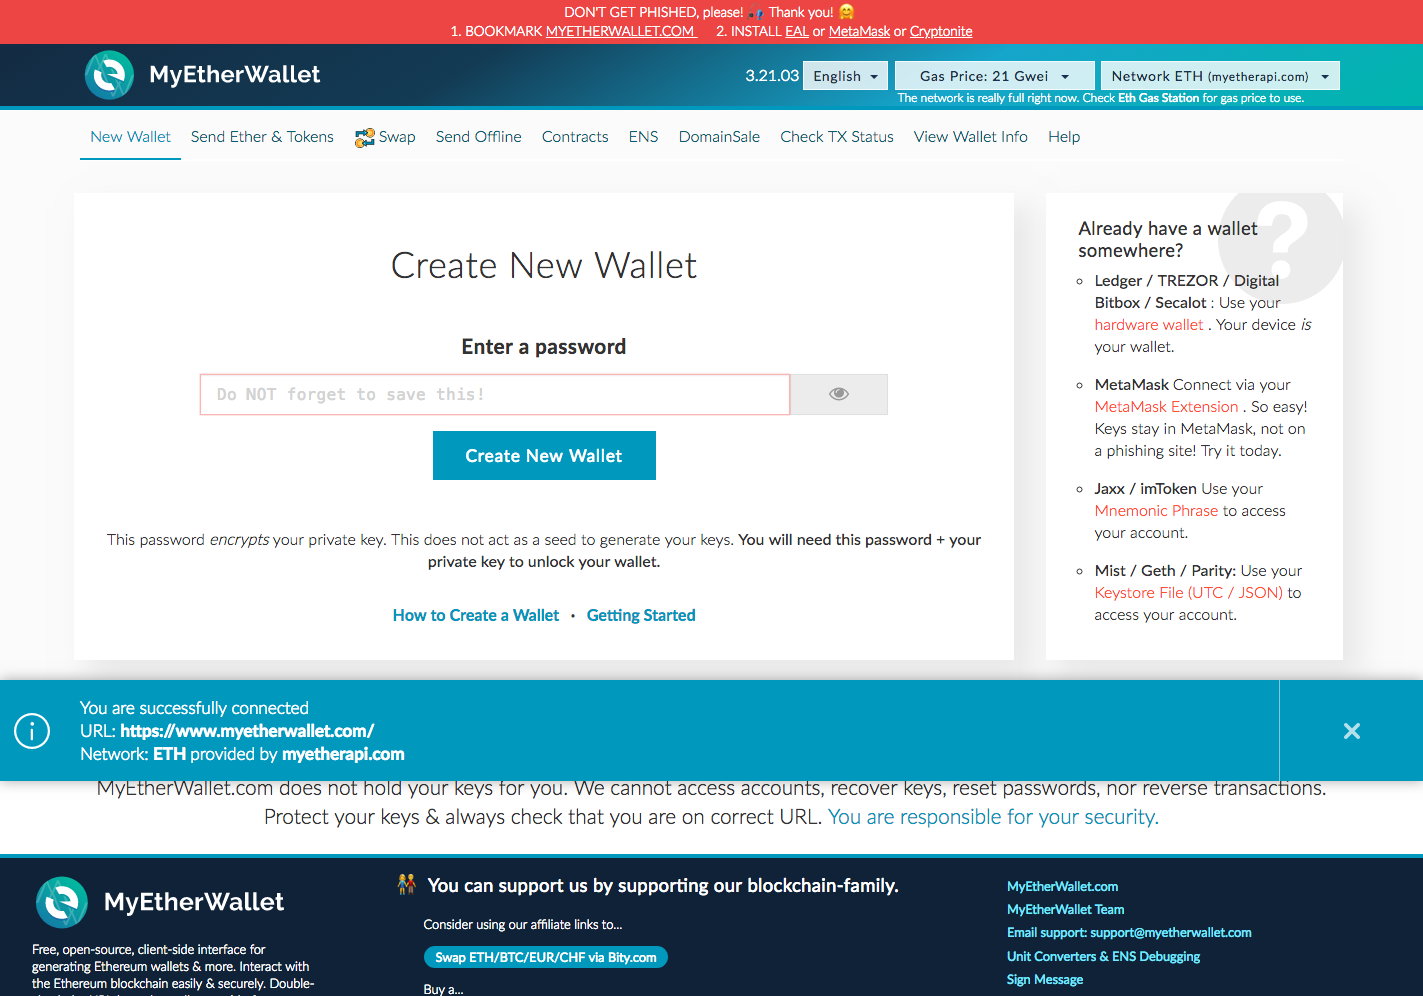 DON'T GET PHISHED, please! Thank you!
1. BOOKMARK MYETHERWALLET.COM 2. INSTALL EAL or MetaMask or Cryptonite
MyEtherWallet
3.21.03 English Gas Price: 21 Gwei Network ETH (myetherapi.com)
The network is really full right now. Check Eth Gas Station for gas price to use.
New Wallet Send Ether & Tokens Swap Send Offline Contracts ENS DomainSale Check TX Status View Wallet Info Help
Create New Wallet
Enter a password
Do NOT forget to save this!
Create New Wallet
This password encrypts your private key. This does not act as a seed to generate your keys. You will need this password + your
private key to unlock your wallet.
How to Create a Wallet · Getting Started
?
Already have a wallet
somewhere?
Ledger / TREZOR / Digital
Bitbox / Secalot : Use your
hardware wallet . Your device is
your wallet.
MetaMask Connect via your
MetaMask Extension . So easy!
Keys stay in MetaMask, not on
a phishing site! Try it today.
Jaxx / imToken Use your
Mnemonic Phrase to access
your account.
Mist / Geth / Parity: Use your
Keystore File (UTC / JSON) to
access your account.
You are successfully connected
URL: https://www.myetherwallet.com/
Network: ETH provided by myetherapi.com
MyEtherWallet.com does not hold your keys for you. We cannot access accounts, recover keys, reset passwords, nor reverse transactions.
Protect your keys & always check that you are on correct URL. You are responsible for your security.
MyEtherWallet
Free, open-source, client-side interface for
generating Ethereum wallets & more. Interact with
the Ethereum blockchain easily & securely. Double-
You can support us by supporting our blockchain-family.
Consider using our affiliate links to...
Swap ETH/BTC/EUR/CHF via Bity.com
Buy a...
MyEtherWallet.com
MyEtherWallet Team
Email support: support@myetherwallet.com
Unit Converters & ENS Debugging
Sign Message